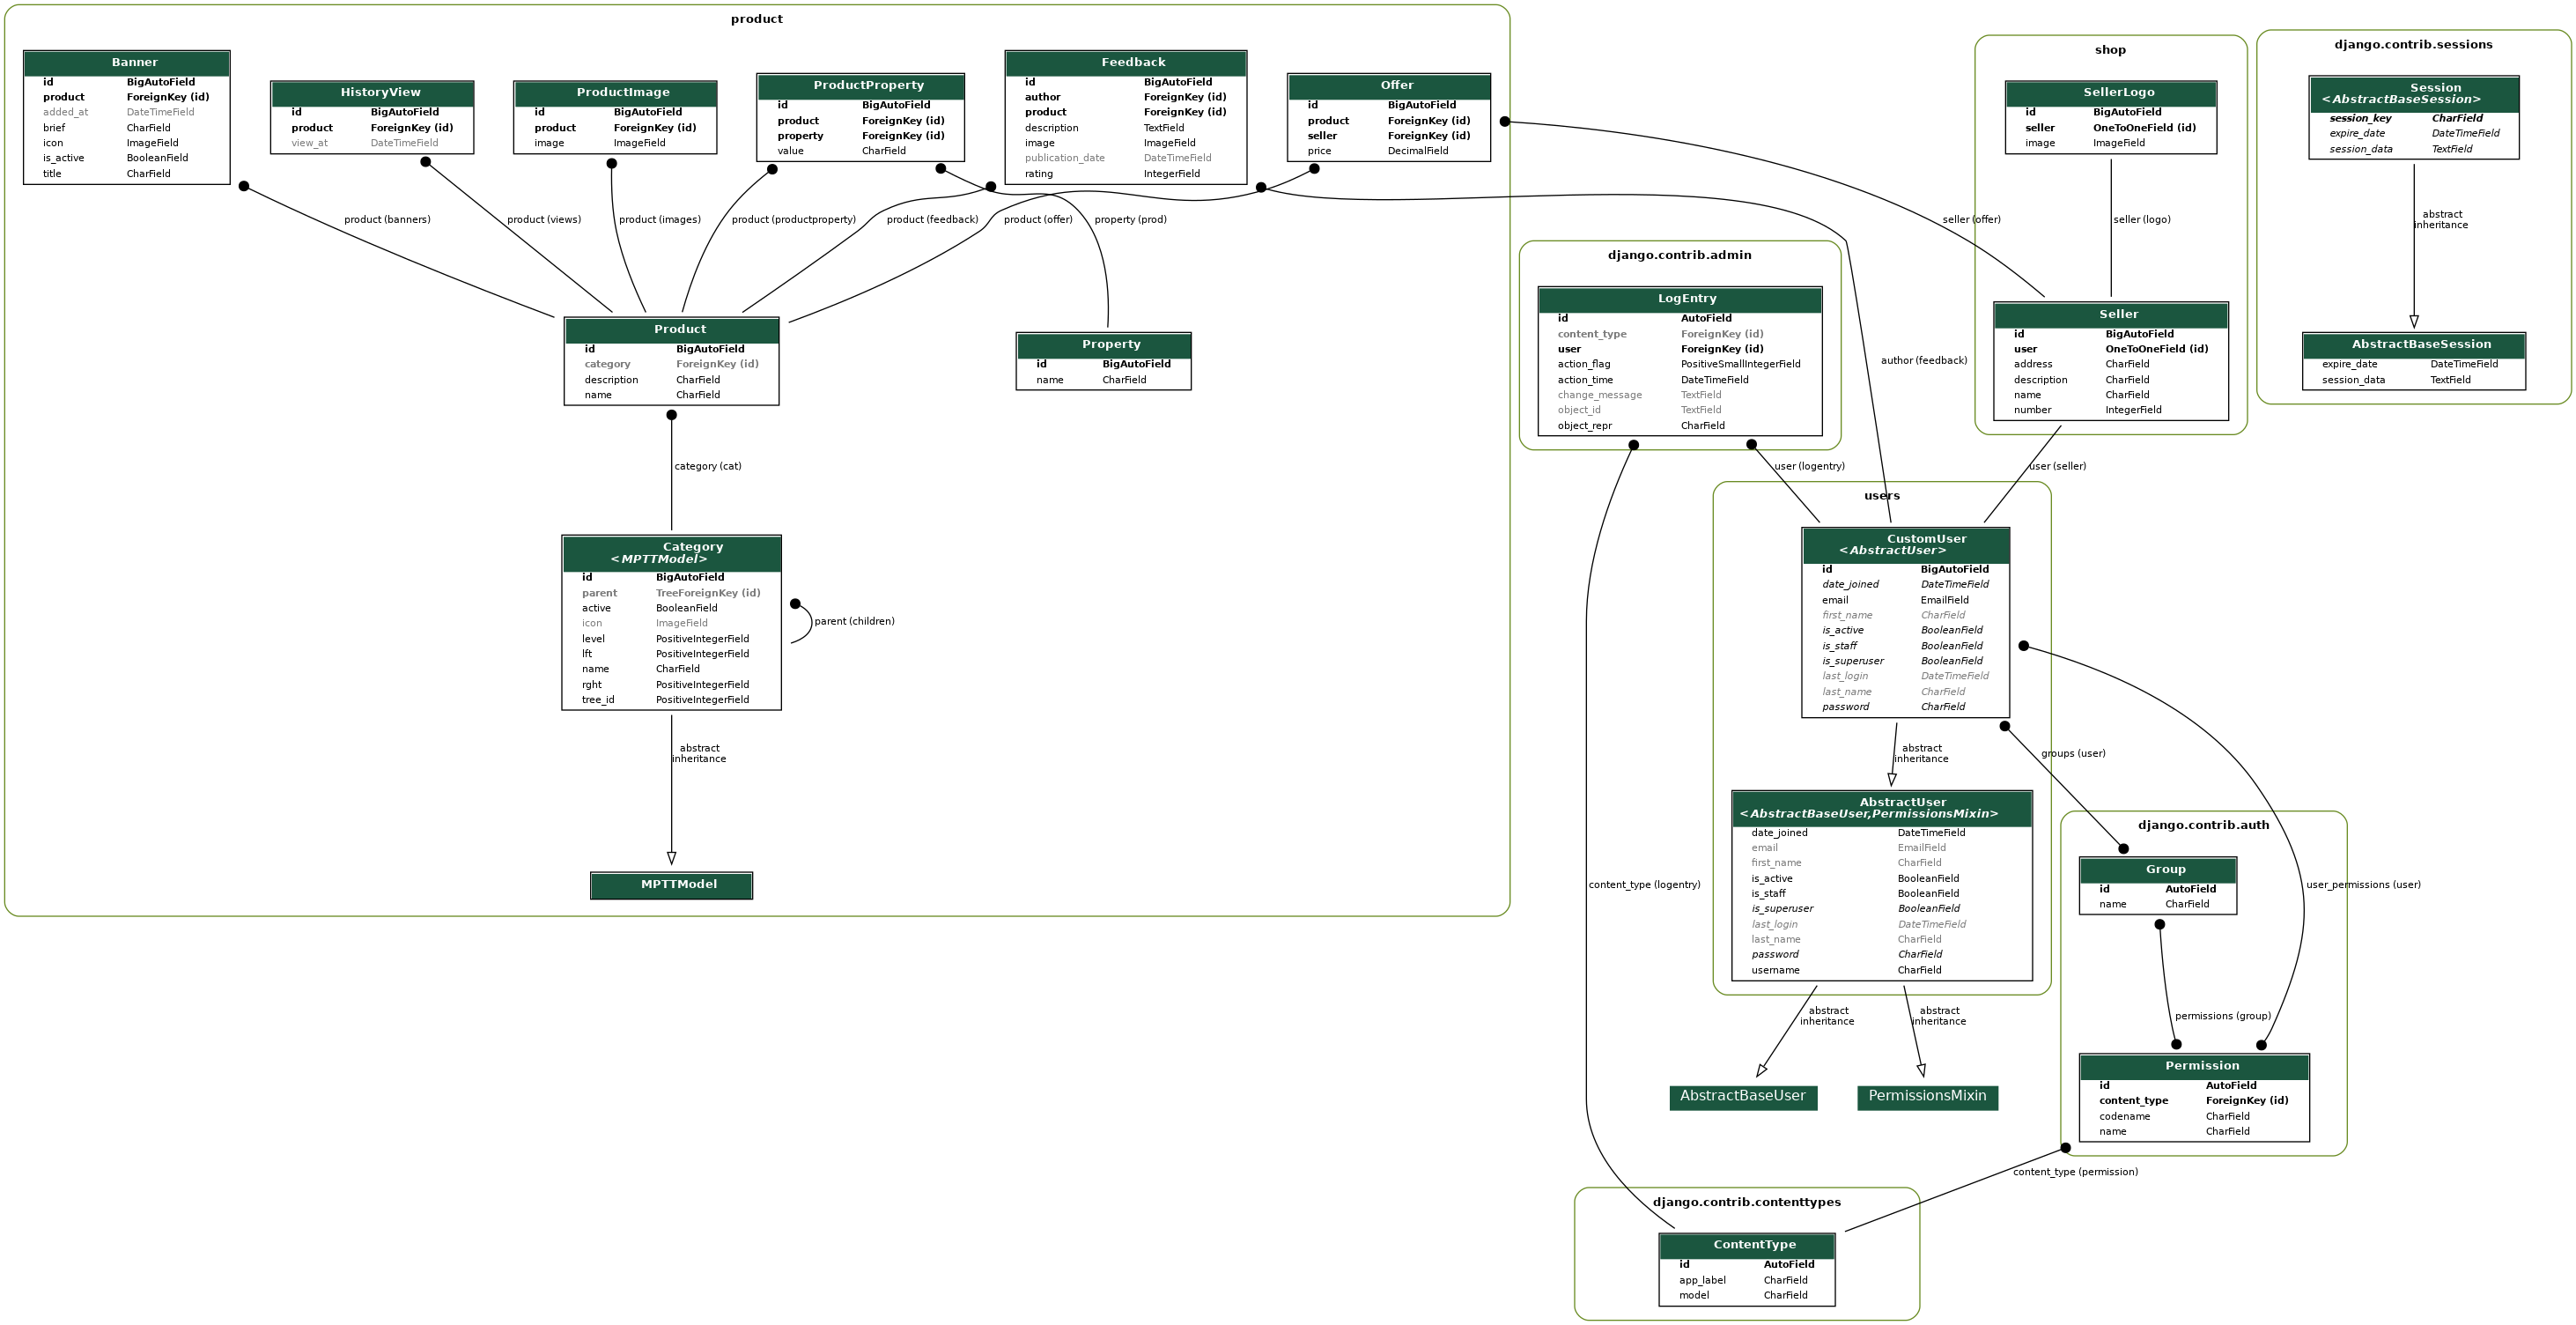 product
Banner
id BigAutoField
product ForeignKey (id)
added_at DateTimeField
brief CharField
icon ImageField
is_active BooleanField
title CharField
HistoryView
id BigAutoField
product ForeignKey (id)
view_at DateTimeField
ProductImage
id BigAutoField
product ForeignKey (id)
image ImageField
ProductProperty
id BigAutoField
product ForeignKey (id)
property ForeignKey (id)
value CharField
Feedback
id BigAutoField
author ForeignKey (id)
product ForeignKey (id)
description TextField
image ImageField
publication_date DateTimeField
rating IntegerField
Offer
id BigAutoField
product ForeignKey (id)
seller ForeignKey (id)
price DecimalField
product (banners)
product (views)
product (images)
product (productproperty)
product (feedback)
product (offer)
property (prod)
Product
id BigAutoField
category ForeignKey (id)
description CharField
name CharField
Property
id BigAutoField
name CharField
category (cat)
Category
<MPTTModel>
id BigAutoField
parent TreeForeignKey (id)
active BooleanField
icon ImageField
level PositiveIntegerField
lft PositiveIntegerField
name CharField
rght PositiveIntegerField
tree_id PositiveIntegerField
parent (children)
abstract
inheritance
MPTTModel
shop
SellerLogo
id BigAutoField
seller OneToOneField (id)
image ImageField
seller (offer)
seller (logo)
Seller
id BigAutoField
user OneToOneField (id)
address CharField
description CharField
name CharField
number IntegerField
django.contrib.sessions
Session
<AbstractBaseSession>
session_key CharField
expire_date DateTimeField
session_data TextField
abstract
inheritance
AbstractBaseSession
expire_date DateTimeField
session_data TextField
django.contrib.admin
LogEntry
id AutoField
content_type ForeignKey (id)
user ForeignKey (id)
action_flag PositiveSmallIntegerField
action_time DateTimeField
change_message TextField
object_id TextField
object_repr CharField
author (feedback)
user (logentry)
user (seller)
users
CustomUser
<AbstractUser>
id BigAutoField
date_joined DateTimeField
email EmailField
first_name CharField
is_active BooleanField
is_staff BooleanField
is_superuser BooleanField
last_login DateTimeField
last_name CharField
password CharField
abstract
inheritance
groups (user)
AbstractUser
<AbstractBaseUser,PermissionsMixin>
date_joined DateTimeField
email EmailField
first_name CharField
is_active BooleanField
is_staff BooleanField
is_superuser BooleanField
last_login DateTimeField
last_name CharField
password CharField
username CharField
content_type (logentry)
user_permissions (user)
abstract
inheritance
abstract
inheritance
AbstractBaseUser
PermissionsMixin
django.contrib.auth
Group
id AutoField
name CharField
permissions (group)
Permission
id AutoField
content_type ForeignKey (id)
codename CharField
name CharField
content_type (permission)
django.contrib.contenttypes
ContentType
id AutoField
app_label CharField
model CharField